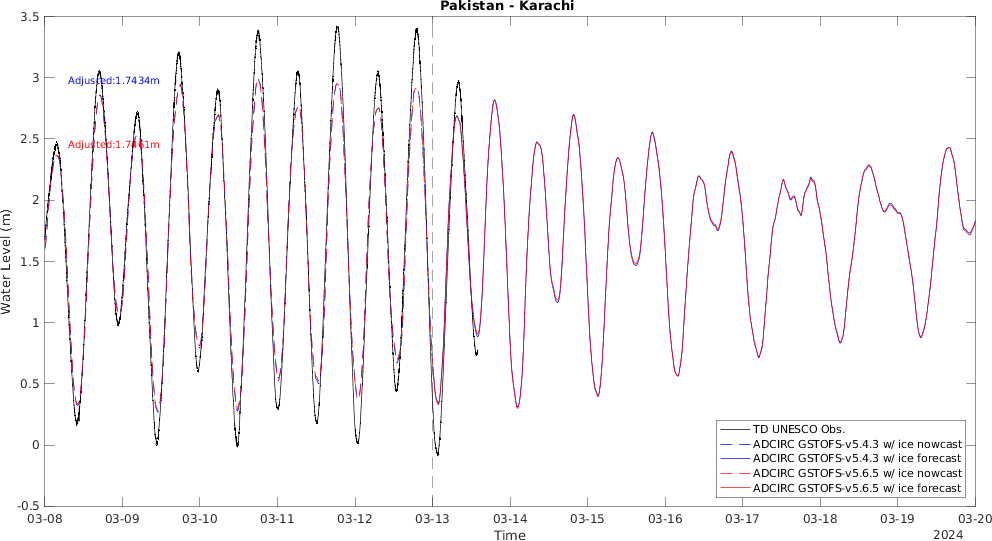 Pakistan - Karachi
3.5
3
2.5
2
1.5
1
0.5
0
-0.5
Water Level (m)
Adjusted:1.7434m
Adjusted:1.7461m
TD UNESCO Obs.
ADCIRC GSTOFS-v5.4.3 w/ ice nowcast
ADCIRC GSTOFS-v5.4.3 w/ ice forecast
ADCIRC GSTOFS-v5.6.5 w/ ice nowcast
ADCIRC GSTOFS-v5.6.5 w/ ice forecast
03-08 03-09 03-10 03-11 03-12 03-13 03-14 03-15 03-16 03-17 03-18 03-19 03-20
Time
2024